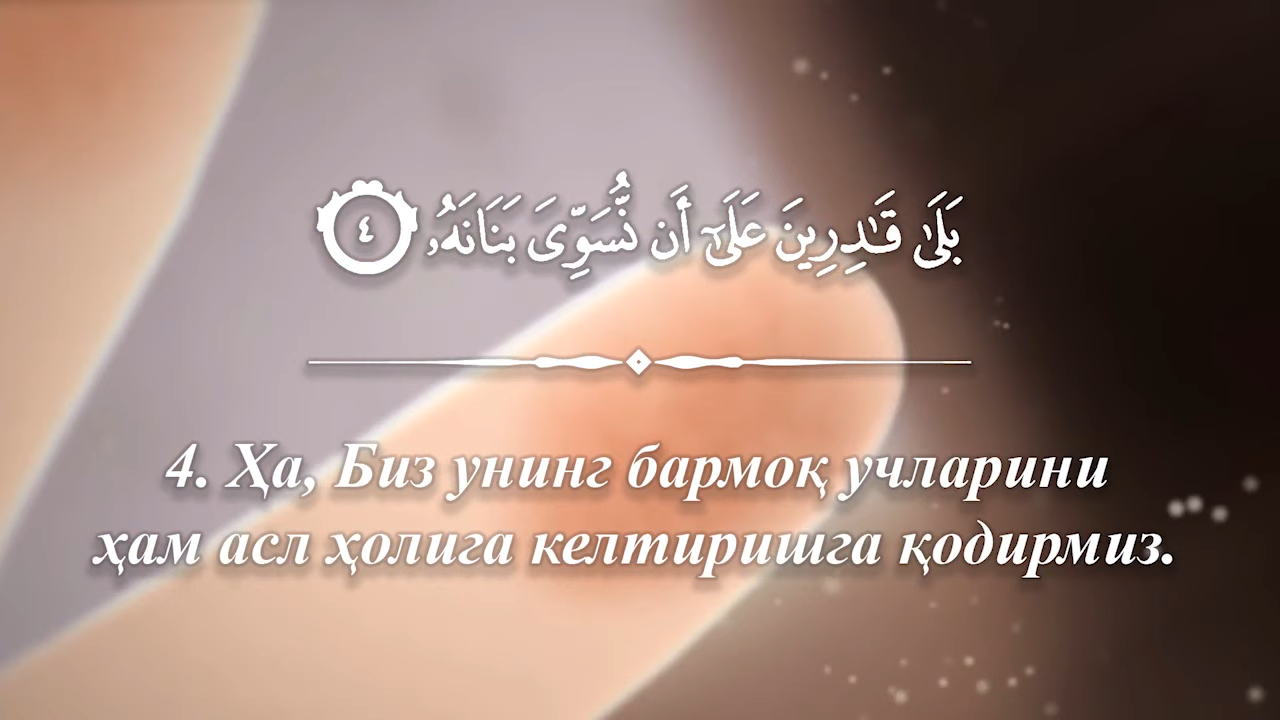 بَلَىٰ قَـٰدِرِينَ عَلَىٰٓ أَن نُّسَوِّىَ بَنَانَهُۥ ٤
4. Ҳа, Биз унинг бармоқ учларини
ҳам асл ҳолига келтиришга қодирмиз.